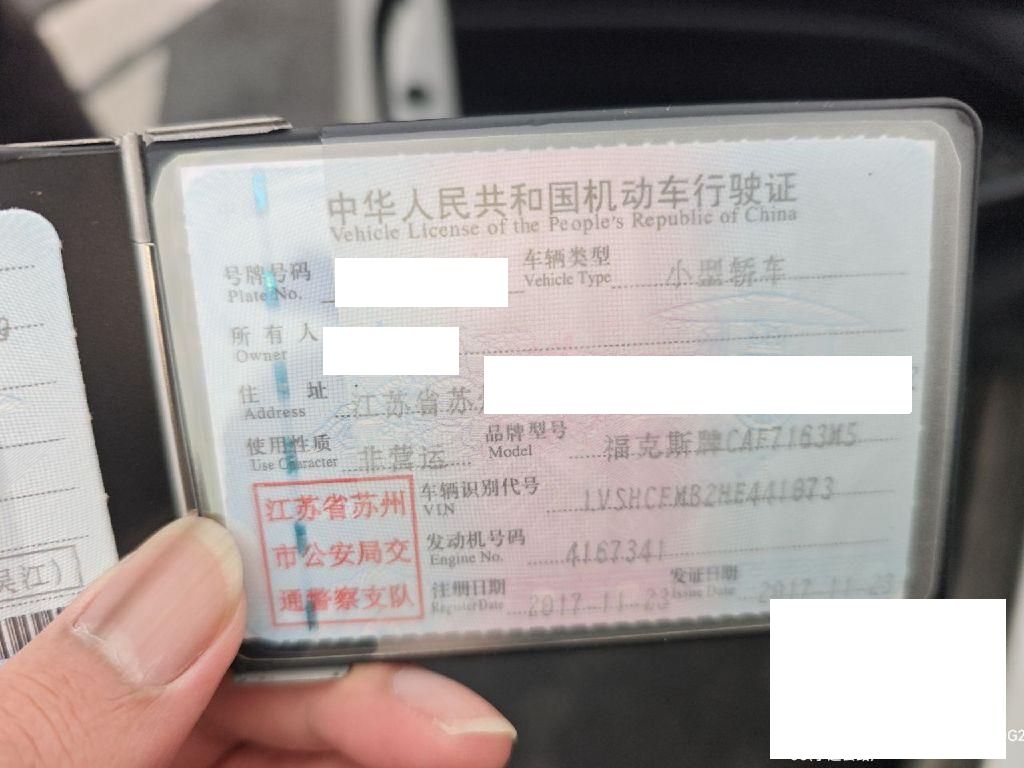 中华人民共和国机动车行驶证
Vehicle License of the People's Republic of China
号牌号码
Plate No.
车辆类型 小型轿车
Vehicle Type
所有人
Owner
住址 江苏省苏
Address
使用性质 非营运
Use Character
品牌型号 福克斯牌CAF7163M5
Model
车辆识别代号 LVSHCFMB2HE441873
VIN
发动机号码 4167341
Engine No.
注册日期 2017-11-23
Register Date
发证日期 2017-11-23
Issue Date
江苏省苏州
市公安局交
通警察支队
吴江)